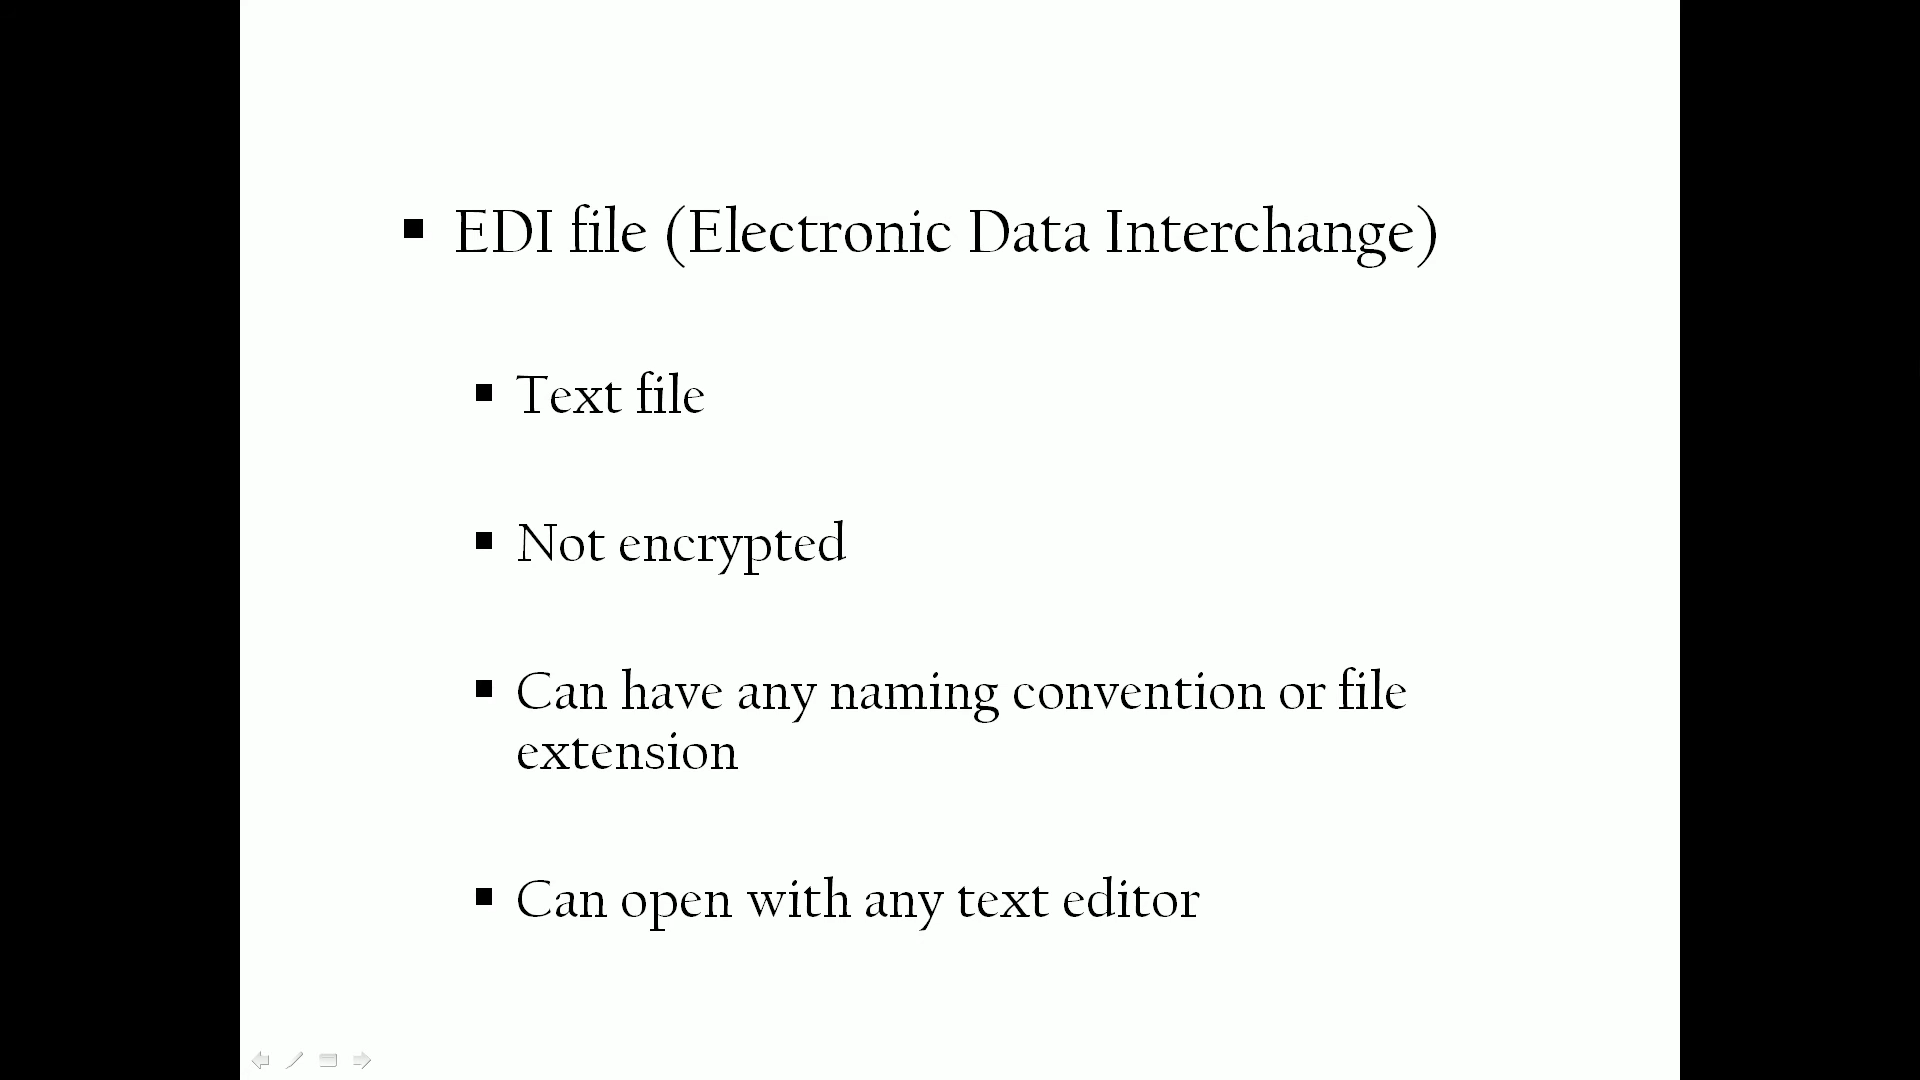 EDI file (Electronic Data Interchange)
Text file
Not encrypted
Can have any naming convention or file
extension
Can open with any text editor